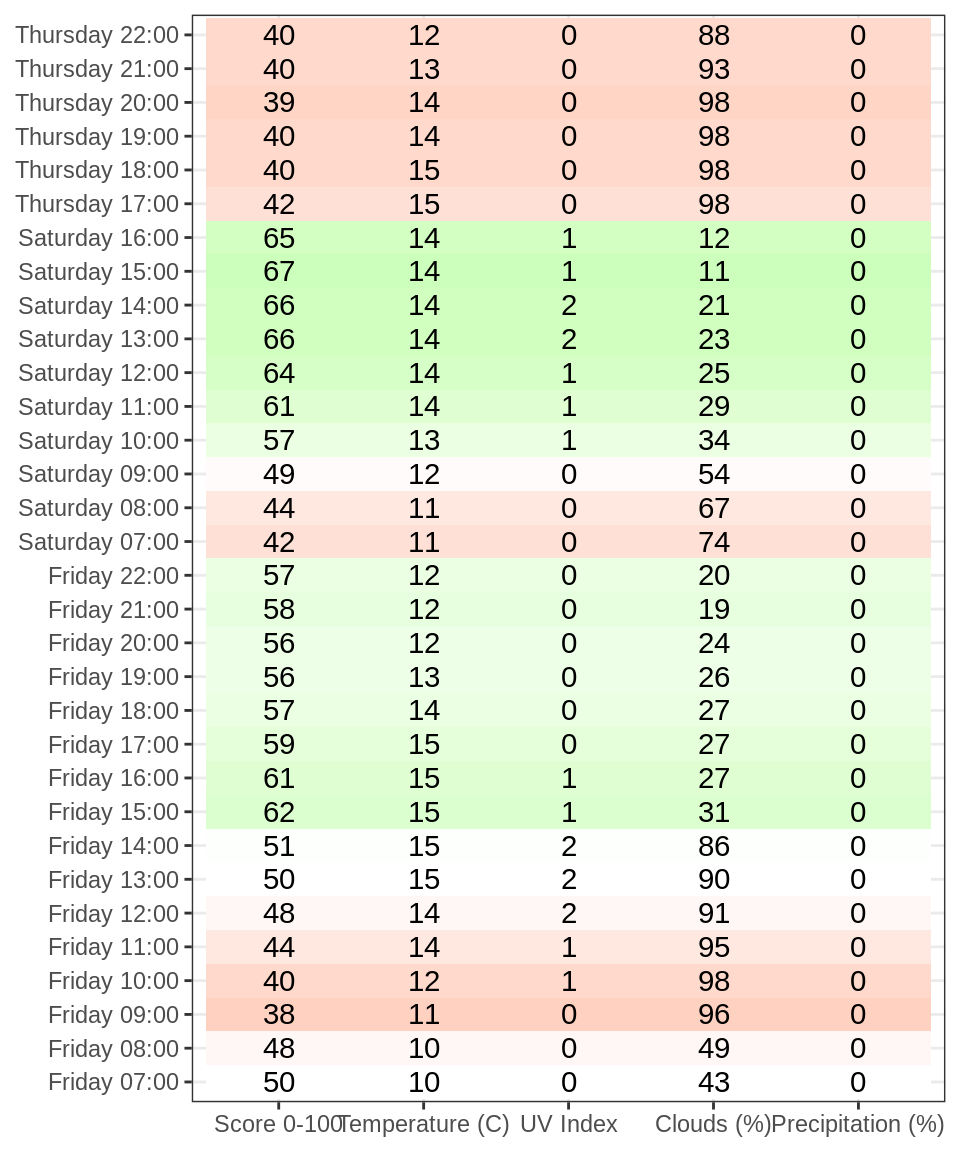 Thursday 22:00 40 12 0 88 0
Thursday 21:00 40 13 0 93 0
Thursday 20:00 39 14 0 98 0
Thursday 19:00 40 14 0 98 0
Thursday 18:00 40 15 0 98 0
Thursday 17:00 42 15 0 98 0
Saturday 16:00 65 14 1 12 0
Saturday 15:00 67 14 1 11 0
Saturday 14:00 66 14 2 21 0
Saturday 13:00 66 14 2 23 0
Saturday 12:00 64 14 1 25 0
Saturday 11:00 61 14 1 29 0
Saturday 10:00 57 13 1 34 0
Saturday 09:00 49 12 0 54 0
Saturday 08:00 44 11 0 67 0
Saturday 07:00 42 11 0 74 0
Friday 22:00 57 12 0 20 0
Friday 21:00 58 12 0 19 0
Friday 20:00 56 12 0 24 0
Friday 19:00 56 13 0 26 0
Friday 18:00 57 14 0 27 0
Friday 17:00 59 15 0 27 0
Friday 16:00 61 15 1 27 0
Friday 15:00 62 15 1 31 0
Friday 14:00 51 15 2 86 0
Friday 13:00 50 15 2 90 0
Friday 12:00 48 14 2 91 0
Friday 11:00 44 14 1 95 0
Friday 10:00 40 12 1 98 0
Friday 09:00 38 11 0 96 0
Friday 08:00 48 10 0 49 0
Friday 07:00 50 10 0 43 0
Score 0-100 Temperature (C) UV Index Clouds (%) Precipitation (%)